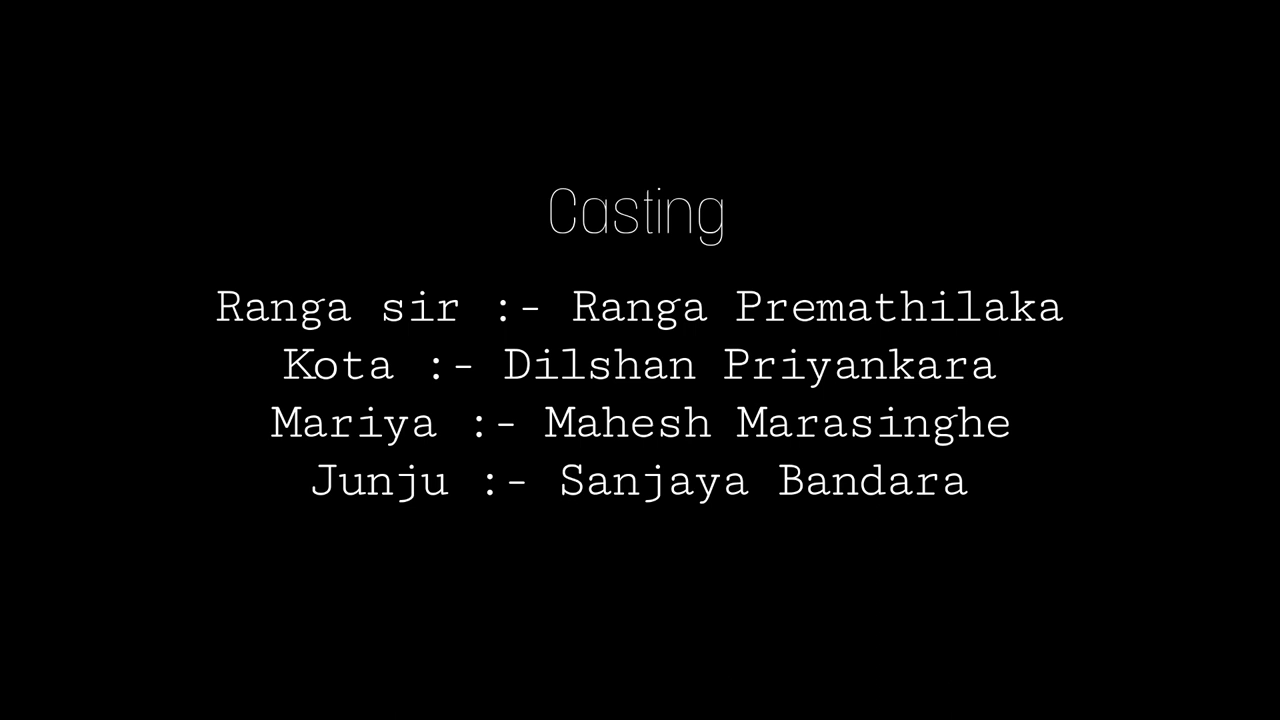 Casting
Ranga sir :- Ranga Premathilaka
Kota :- Dilshan Priyankara
Mariya :- Mahesh Marasinghe
Junju :- Sanjaya Bandara